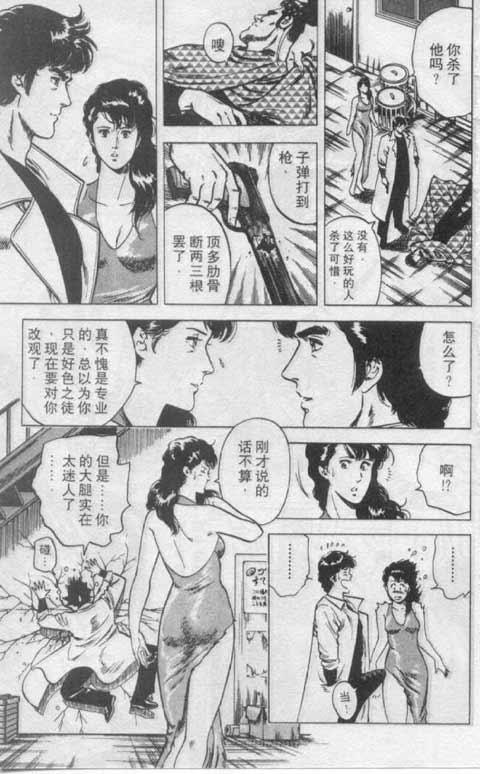 你杀了
他吗？
没有．
这么好玩的人
杀了可惜．
嗖
子弹打到
枪．
顶多肋骨
断两三根
罢了．
怎么了？
真不愧是专业
的．总以为你
只是好色之徒
．现在要对你
改观了．
啊!?
刚才说的
话不算．
但是……你
的大腿实在
太迷人了
碰…
………
………
当…